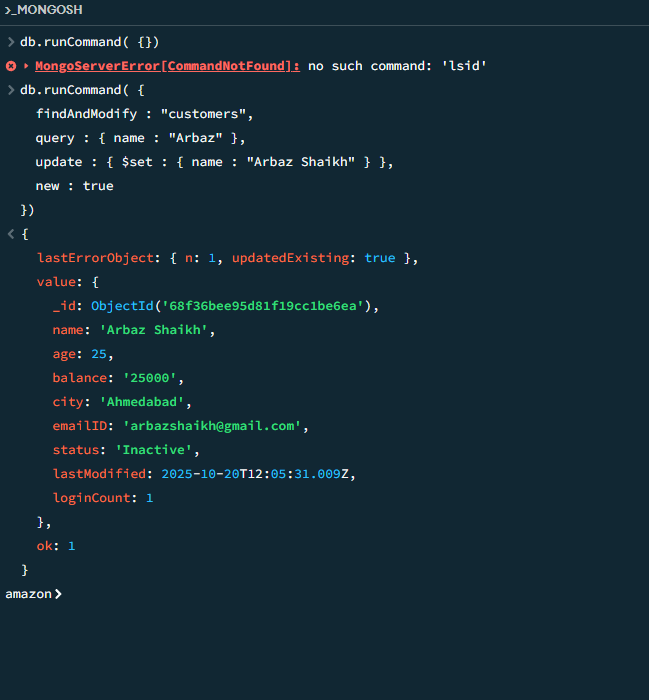 >_MONGOSH
> db.runCommand( {})
MongoServerError[CommandNotFound]: no such command: 'lsid'
> db.runCommand( {
findAndModify : "customers",
query : { name : "Arbaz" },
update : { $set : { name : "Arbaz Shaikh" } },
new : true
})
< {
lastErrorObject: { n: 1, updatedExisting: true },
value: {
_id: ObjectId('68f36bee95d81f19cc1be6ea'),
name: 'Arbaz Shaikh',
age: 25,
balance: '25000',
city: 'Ahmedabad',
emailID: 'arbazshaikh@gmail.com',
status: 'Inactive',
lastModified: 2025-10-20T12:05:31.009Z,
loginCount: 1
},
ok: 1
}
amazon>